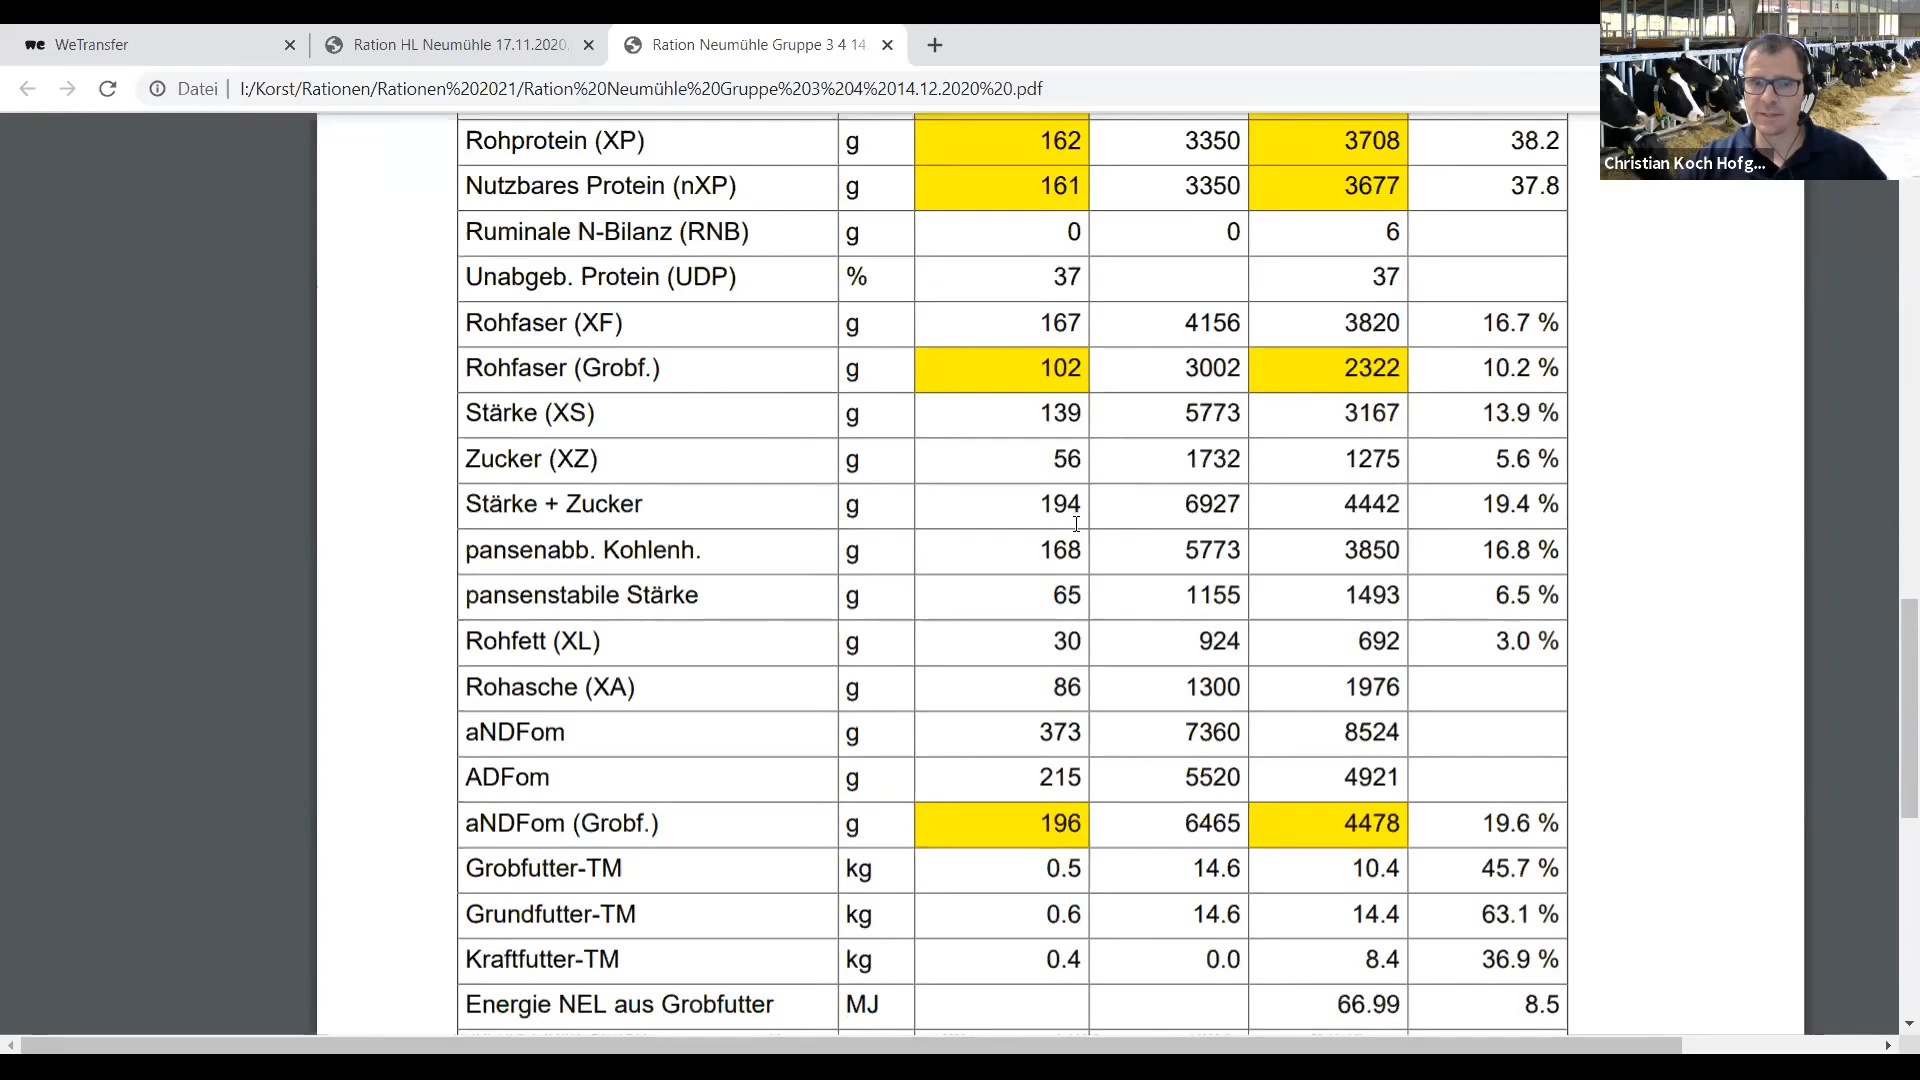 we WeTransfer
Ration HL Neumühle 17.11.2020
Ration Neumühle Gruppe 3 4 14.
Datei I:/Korst/Rationen/Rationen%202021/Ration%20Neumühle%20Gruppe%203%204%2014.12.2020%20.pdf
Christian Koch Hofg...
Rohprotein (XP) g 162 3350 3708 38.2
Nutzbares Protein (nXP) g 161 3350 3677 37.8
Ruminale N-Bilanz (RNB) g 0 0 6
Unabgeb. Protein (UDP) % 37 37
Rohfaser (XF) g 167 4156 3820 16.7 %
Rohfaser (Grobf.) g 102 3002 2322 10.2 %
Stärke (XS) g 139 5773 3167 13.9 %
Zucker (XZ) g 56 1732 1275 5.6 %
Stärke + Zucker g 194 6927 4442 19.4 %
pansenabb. Kohlenh. g 168 5773 3850 16.8 %
pansenstabile Stärke g 65 1155 1493 6.5 %
Rohfett (XL) g 30 924 692 3.0 %
Rohasche (XA) g 86 1300 1976
aNDFom g 373 7360 8524
ADFom g 215 5520 4921
aNDFom (Grobf.) g 196 6465 4478 19.6 %
Grobfutter-TM kg 0.5 14.6 10.4 45.7 %
Grundfutter-TM kg 0.6 14.6 14.4 63.1 %
Kraftfutter-TM kg 0.4 0.0 8.4 36.9 %
Energie NEL aus Grobfutter MJ 66.99 8.5